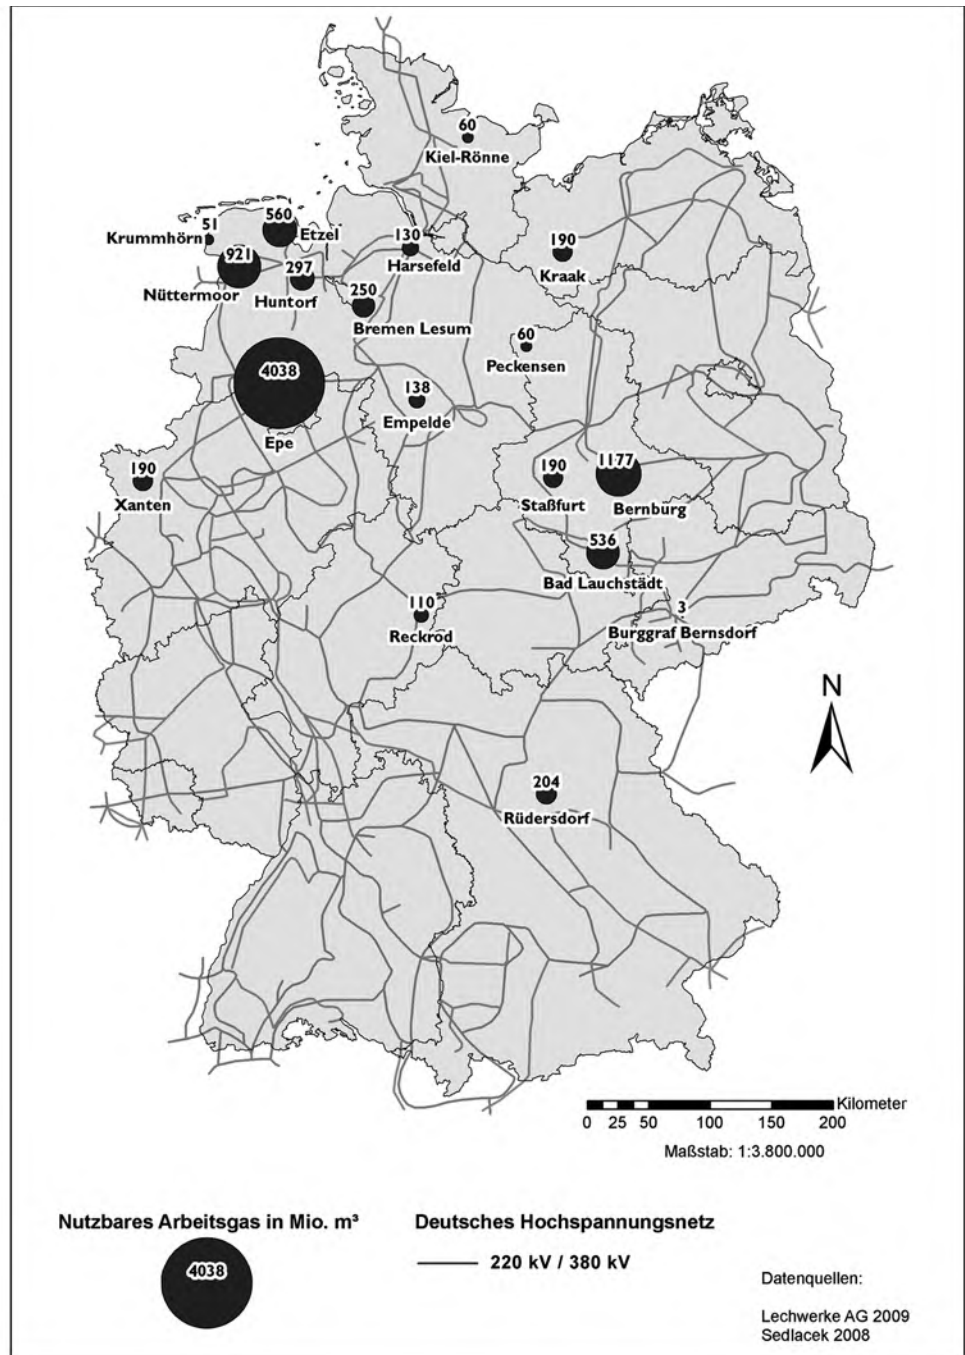 60
Kiel-Rönne
51
560
Krummhörn
Etzel
130
190
921
Harsefeld
Kraak
297
Nüttermoor
Huntorf
250
Bremen Lesum
60
Peckensen
4038
138
Empelde
Epe
190
Xanten
190
1177
Staßfurt
Bernburg
536
Bad Lauchstädt
110
3
Reckrod
Burggraf Bernsdorf
N
204
Rüdersdorf
Kilometer
0 25 50 100 150 200
Maßstab: 1:3.800.000
Nutzbares Arbeitsgas in Mio. m³
4038
Deutsches Hochspannungsnetz
220 kV / 380 kV
Datenquellen:
Lechwerke AG 2009
Sedlacek 2008